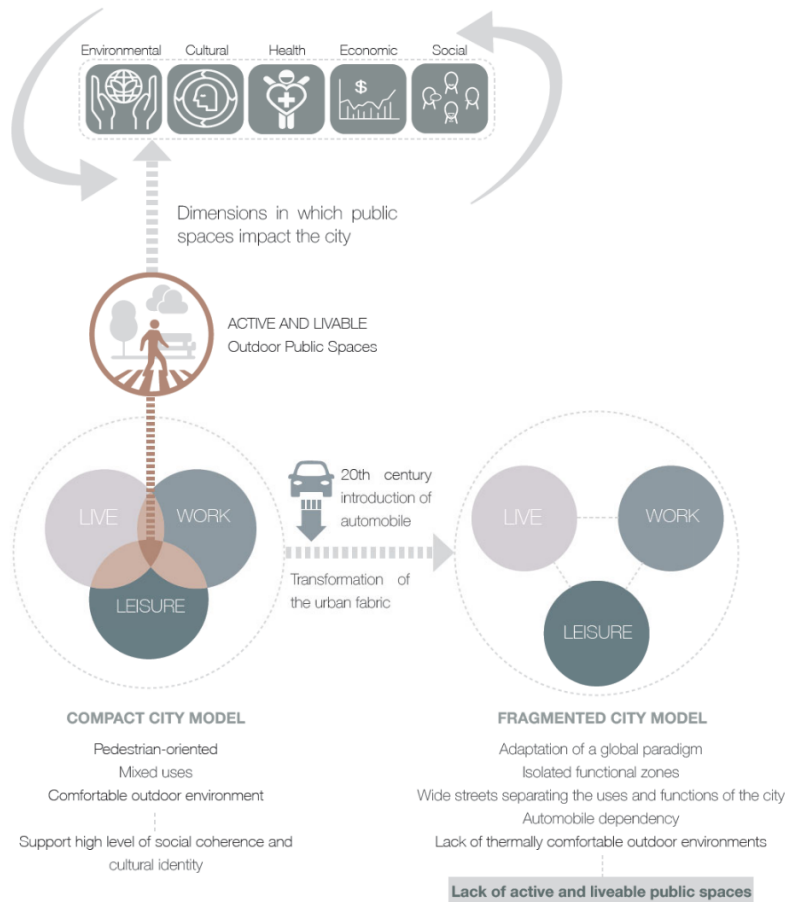 Environmental
Cultural
Health
Economic
Social
$
Dimensions in which public
spaces impact the city
ACTIVE AND LIVABLE
Outdoor Public Spaces
LIVE
WORK
LEISURE
20th century
introduction of
automobile
Transformation of
the urban fabric
LIVE
WORK
LEISURE
COMPACT CITY MODEL
Pedestrian-oriented
Mixed uses
Comfortable outdoor environment
Support high level of social coherence and
cultural identity
FRAGMENTED CITY MODEL
Adaptation of a global paradigm
Isolated functional zones
Wide streets separating the uses and functions of the city
Automobile dependency
Lack of thermally comfortable outdoor environments
Lack of active and liveable public spaces